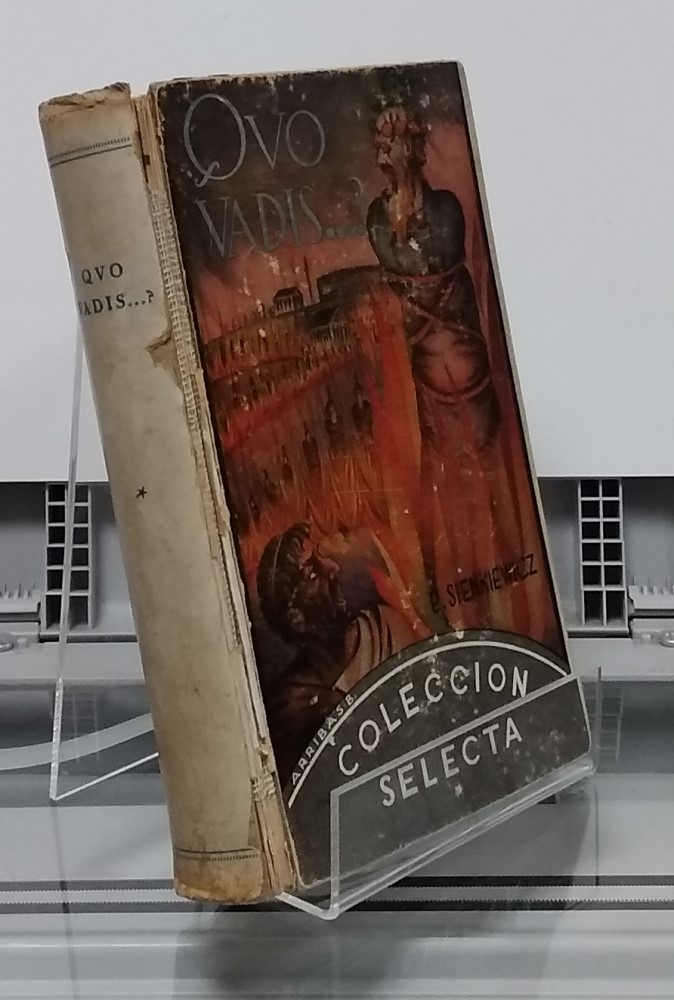 QVO
VADIS...?
*
QVO
VADIS....?
SIENKIEWICZ
ARRIBAS.B.
COLECCION
SELECTA